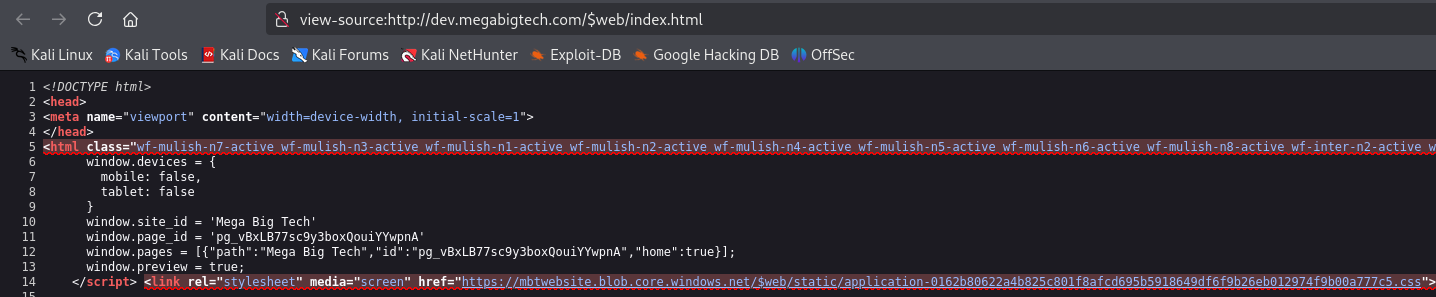 view-source:http://dev.megabigtech.com/$web/index.html
Kali Linux Kali Tools Kali Docs Kali Forums Kali NetHunter Exploit-DB Google Hacking DB OffSec
1 <!DOCTYPE html>
2 <head>
3 <meta name="viewport" content="width=device-width, initial-scale=1">
4 </head>
5 <html class="wf-mulish-n7-active wf-mulish-n3-active wf-mulish-n1-active wf-mulish-n2-active wf-mulish-n4-active wf-mulish-n5-active wf-mulish-n6-active wf-mulish-n8-active wf-inter-n2-active w
6 window.devices = {
7 mobile: false,
8 tablet: false
9 }
10 window.site_id = 'Mega Big Tech'
11 window.page_id = 'pg_vBxLB77sc9y3boxQouiYYwpnA'
12 window.pages = [{"path":"Mega Big Tech","id":"pg_vBxLB77sc9y3boxQouiYYwpnA","home":true}];
13 window.preview = true;
14 </script> <link rel="stylesheet" media="screen" href="https://mbtwebsite.blob.core.windows.net/$web/static/application-0162b80622a4b825c801f8afcd695b5918649df6f9b26eb012974f9b00a777c5.css">